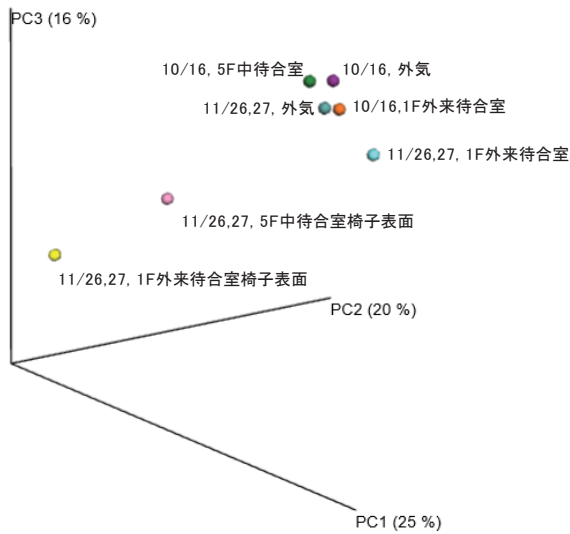 PC3 (16 %)
10/16, 5F中待合室
10/16, 外気
11/26,27, 外気
10/16,1F外来待合室
11/26,27, 1F外来待合室
11/26,27, 5F中待合室椅子表面
11/26,27, 1F外来待合室椅子表面
PC2 (20 %)
PC1 (25 %)